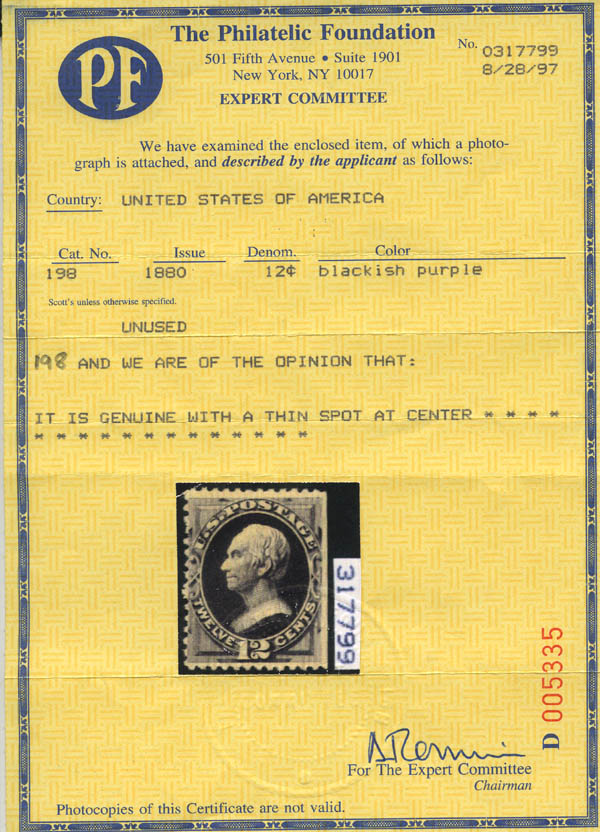 PF
The Philatelic Foundation
501 Fifth Avenue • Suite 1901
New York, NY 10017
EXPERT COMMITTEE
No. 0317799
8/28/97
We have examined the enclosed item, of which a photo-
graph is attached, and described by the applicant as follows:
Country: UNITED STATES OF AMERICA
Cat. No. Issue Denom. Color
198 1880 12¢ blackish purple
Scott's unless otherwise specified.
UNUSED
198 AND WE ARE OF THE OPINION THAT:
IT IS GENUINE WITH A THIN SPOT AT CENTER * * * *
* * * * * * * * * * * * *
U.S. POSTAGE
TWELVE 12 CENTS
317799
D 005335
For The Expert Committee
Chairman
Photocopies of this Certificate are not valid.